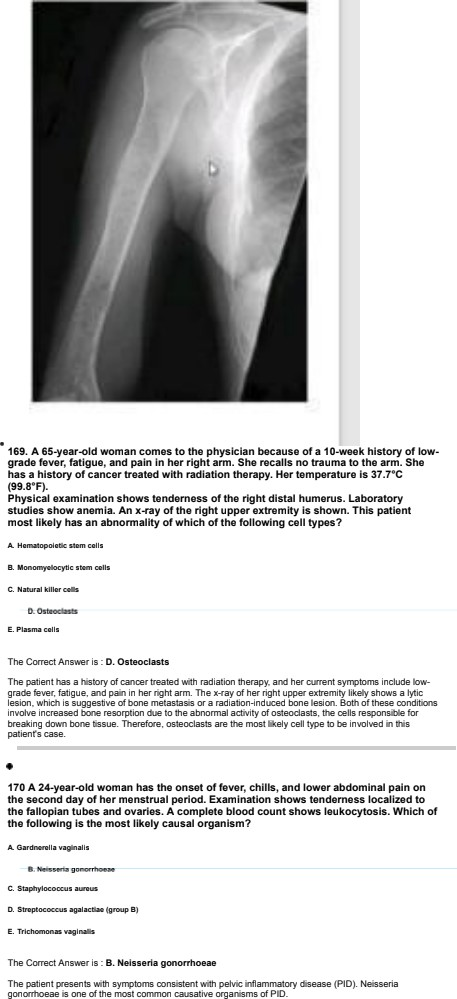 169. A 65-year-old woman comes to the physician because of a 10-week history of low-
grade fever, fatigue, and pain in her right arm. She recalls no trauma to the arm. She
has a history of cancer treated with radiation therapy. Her temperature is 37.7°C
(99.8°F).
Physical examination shows tenderness of the right distal humerus. Laboratory
studies show anemia. An x-ray of the right upper extremity is shown. This patient
most likely has an abnormality of which of the following cell types?
A. Hematopoietic stem cells
B. Monomyelocytic stem cells
C. Natural killer cells
D. Osteoclasts
E. Plasma cells
The Correct Answer is : D. Osteoclasts
The patient has a history of cancer treated with radiation therapy, and her current symptoms include low-
grade fever, fatigue, and pain in her right arm. The x-ray of her right upper extremity likely shows a lytic
lesion, which is suggestive of bone metastasis or a radiation-induced bone lesion. Both of these conditions
involve increased bone resorption due to the abnormal activity of osteoclasts, the cells responsible for
breaking down bone tissue. Therefore, osteoclasts are the most likely cell type to be involved in this
patient's case.
170 A 24-year-old woman has the onset of fever, chills, and lower abdominal pain on
the second day of her menstrual period. Examination shows tenderness localized to
the fallopian tubes and ovaries. A complete blood count shows leukocytosis. Which of
the following is the most likely causal organism?
A. Gardnerella vaginalis
B. Neisseria gonorrhoeae
C. Staphylococcus aureus
D. Streptococcus agalactiae (group B)
E. Trichomonas vaginalis
The Correct Answer is : B. Neisseria gonorrhoeae
The patient presents with symptoms consistent with pelvic inflammatory disease (PID). Neisseria
gonorrhoeae is one of the most common causative organisms of PID.